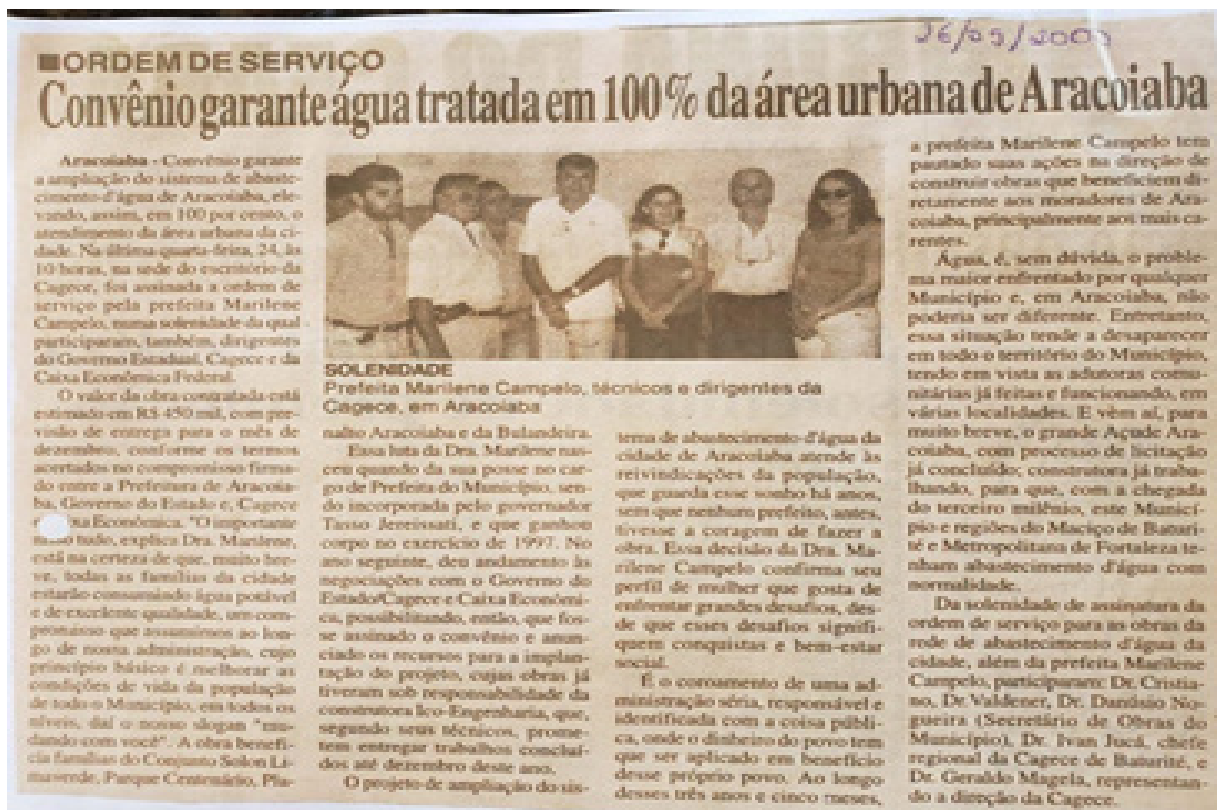 26/05/2000
■ORDEM DE SERVIÇO
Convênio garante água tratada em 100% da área urbana de Aracoiaba
Aracoiaba - Convênio garante
a ampliação do sistema de abaste-
cimento d'água de Aracoiaba, ele-
vando, assim, em 100 por cento, o
atendimento da área urbana da ci-
dade. Na última quarta-feira, 24, às
10 horas, na sede do escritório da
Cagece, foi assinada a ordem de
serviço pela prefeita Marilene
Campelo, numa solenidade da qual
participaram, também, dirigentes
do Governo Estadual, Cagece e da
Caixa Econômica Federal.
O valor da obra contratada está
estimado em R$ 450 mil, com pre-
visão de entrega para o mês de
dezembro, conforme os termos
acertados no compromisso firma-
do entre a Prefeitura de Aracoia-
ba, Governo do Estado e, Cagece
xa Econômica. "O importante
tudo, explica Dra. Marilene,
está na certeza de que, muito bre-
ve, todas as famílias da cidade
estarão consumindo água potável
e de excelente qualidade, um com-
promisso que assumimos ao lon-
go de nossa administração, cujo
princípio básico é melhorar as
condições de vida da população
de todo o Município, em todos os
níveis, daí o nosso slogan "mu-
dando com você". A obra benefi-
cia famílias do Conjunto Solon Li-
maverde, Parque Centenário, Pla-
SOLENIDADE
Prefeita Marilene Campelo, técnicos e dirigentes da
Cagece, em Aracoiaba
nalto Aracoiaba e da Bulandeira.
Essa luta da Dra. Marilene nas-
ceu quando da sua posse no car-
go de Prefeita do Município, sen-
do incorporada pelo governador
Tasso Jereissati, e que ganhou
corpo no exercício de 1997. No
ano seguinte, deu andamento às
negociações com o Governo do
Estado/Cagece e Caixa Econômi-
ca, possibilitando, então, que fos-
se assinado o convênio e anun-
ciado os recursos para a implan-
tação do projeto, cujas obras já
tiveram sob responsabilidade da
construtora Ico-Engenharia, que,
segundo seus técnicos, prome-
tem entregar trabalhos concluí-
dos até dezembro deste ano.
O projeto de ampliação do sis-
tema de abastecimento d'água da
cidade de Aracoiaba atende às
reivindicações da população,
que guarda esse sonho há anos,
sem que nenhum prefeito, antes,
tivesse a coragem de fazer a
obra. Essa decisão da Dra. Ma-
rilene Campelo confirma seu
perfil de mulher que gosta de
enfrentar grandes desafios, des-
de que esses desafios signifi-
quem conquistas e bem-estar
social.
É o coroamento de uma ad-
ministração séria, responsável e
identificada com a coisa públi-
ca, onde o dinheiro do povo tem
que ser aplicado em benefício
desse próprio povo. Ao longo
desses três anos e cinco meses,
a prefeita Marilene Campelo tem
pautado suas ações na direção de
construir obras que beneficiem di-
retamente aos moradores de Ara-
coiaba, principalmente aos mais ca-
rentes.
Água, é, sem dúvida, o proble-
ma maior enfrentado por qualquer
Município e, em Aracoiaba, não
poderia ser diferente. Entretanto,
essa situação tende a desaparecer
em todo o território do Município,
tendo em vista as adutoras comu-
nitárias já feitas e funcionando, em
várias localidades. E vêm aí, para
muito breve, o grande Açude Ara-
coiaba, com processo de licitação
já concluído; construtora já traba-
lhando, para que, com a chegada
do terceiro milênio, este Municí-
pio e regiões do Maciço de Baturi-
té e Metropolitana de Fortaleza te-
nham abastecimento d'água com
normalidade.
Da solenidade de assinatura da
ordem de serviço para as obras da
rede de abastecimento d'água da
cidade, além da prefeita Marilene
Campelo, participaram: Dr. Cristia-
no, Dr. Valdener, Dr. Dantúsio No-
gueira (Secretário de Obras do
Município), Dr. Ivan Jucá, chefe
regional da Cagece de Baturité, e
Dr. Geraldo Magela, representan-
do a direção da Cagece.